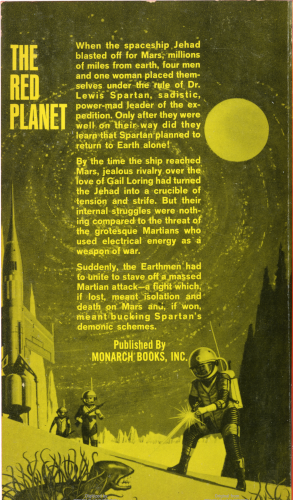 THE
RED
PLANET
When the spaceship Jehad
blasted off for Mars, millions
of miles from earth, four men
and one woman placed them-
selves under the rule of Dr.
Lewis Spartan, sadistic,
power-mad leader of the ex-
pedition. Only after they were
well on their way did they
learn that Spartan planned to
return to Earth alone!
By the time the ship reached
Mars, jealous rivalry over the
love of Gail Loring had turned
the Jehad into a crucible of
tension and strife. But their
internal struggles were noth-
ing compared to the threat of
the grotesque Martians who
used electrical energy as a
weapon of war.
Suddenly, the Earthmen had
to unite to stave off a massed
Martian attack—a fight which,
if lost, meant isolation and
death on Mars and, if won,
meant bucking Spartan's
demonic schemes.
Published By
MONARCH BOOKS, INC.